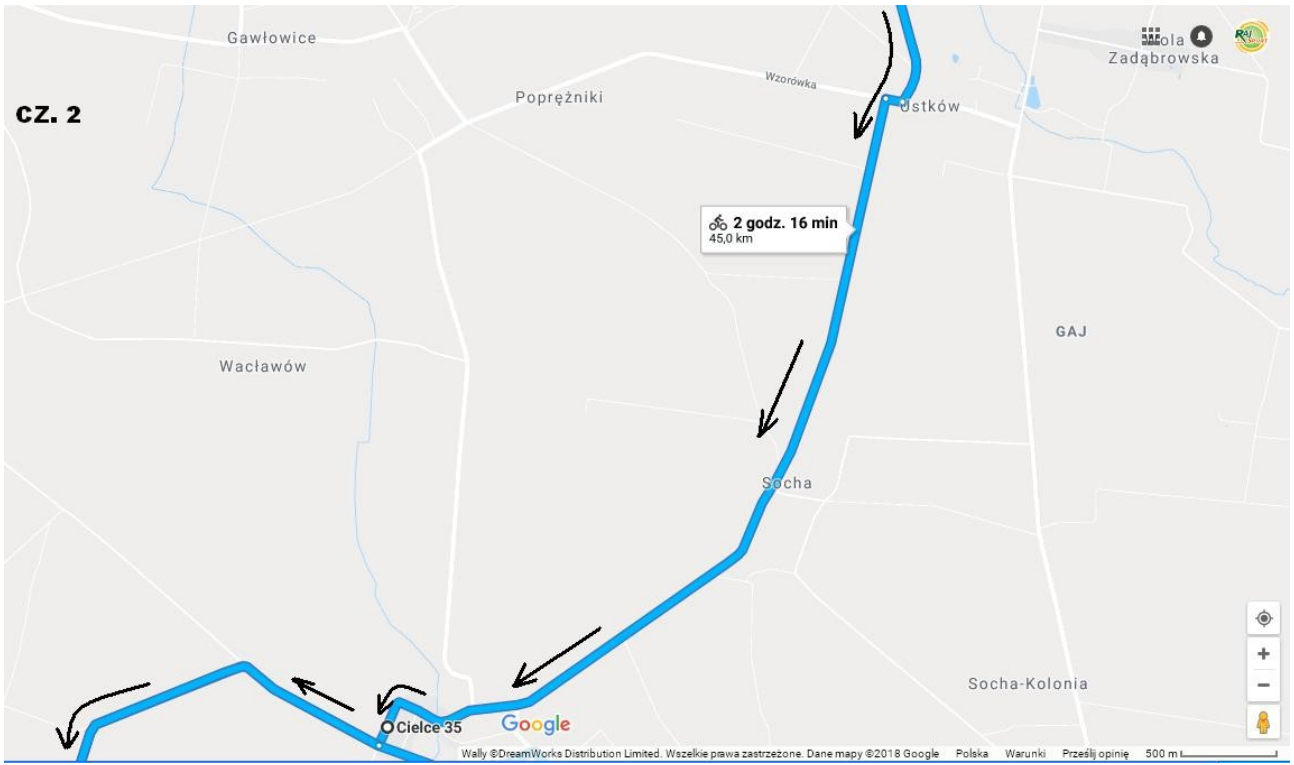 Gawłowice
Wola
Zadąbrowska
RAJ
CZ. 2
Poprężniki
Wzorówka
Ustków
2 godz. 16 min
45,0 km
GAJ
Wacławów
Socha
Socha-Kolonia
Cielce 35
Google
Wally ©DreamWorks Distribution Limited. Wszelkie prawa zastrzeżone. Dane mapy ©2018 Google Polska Warunki Prześlij opinię 500 m